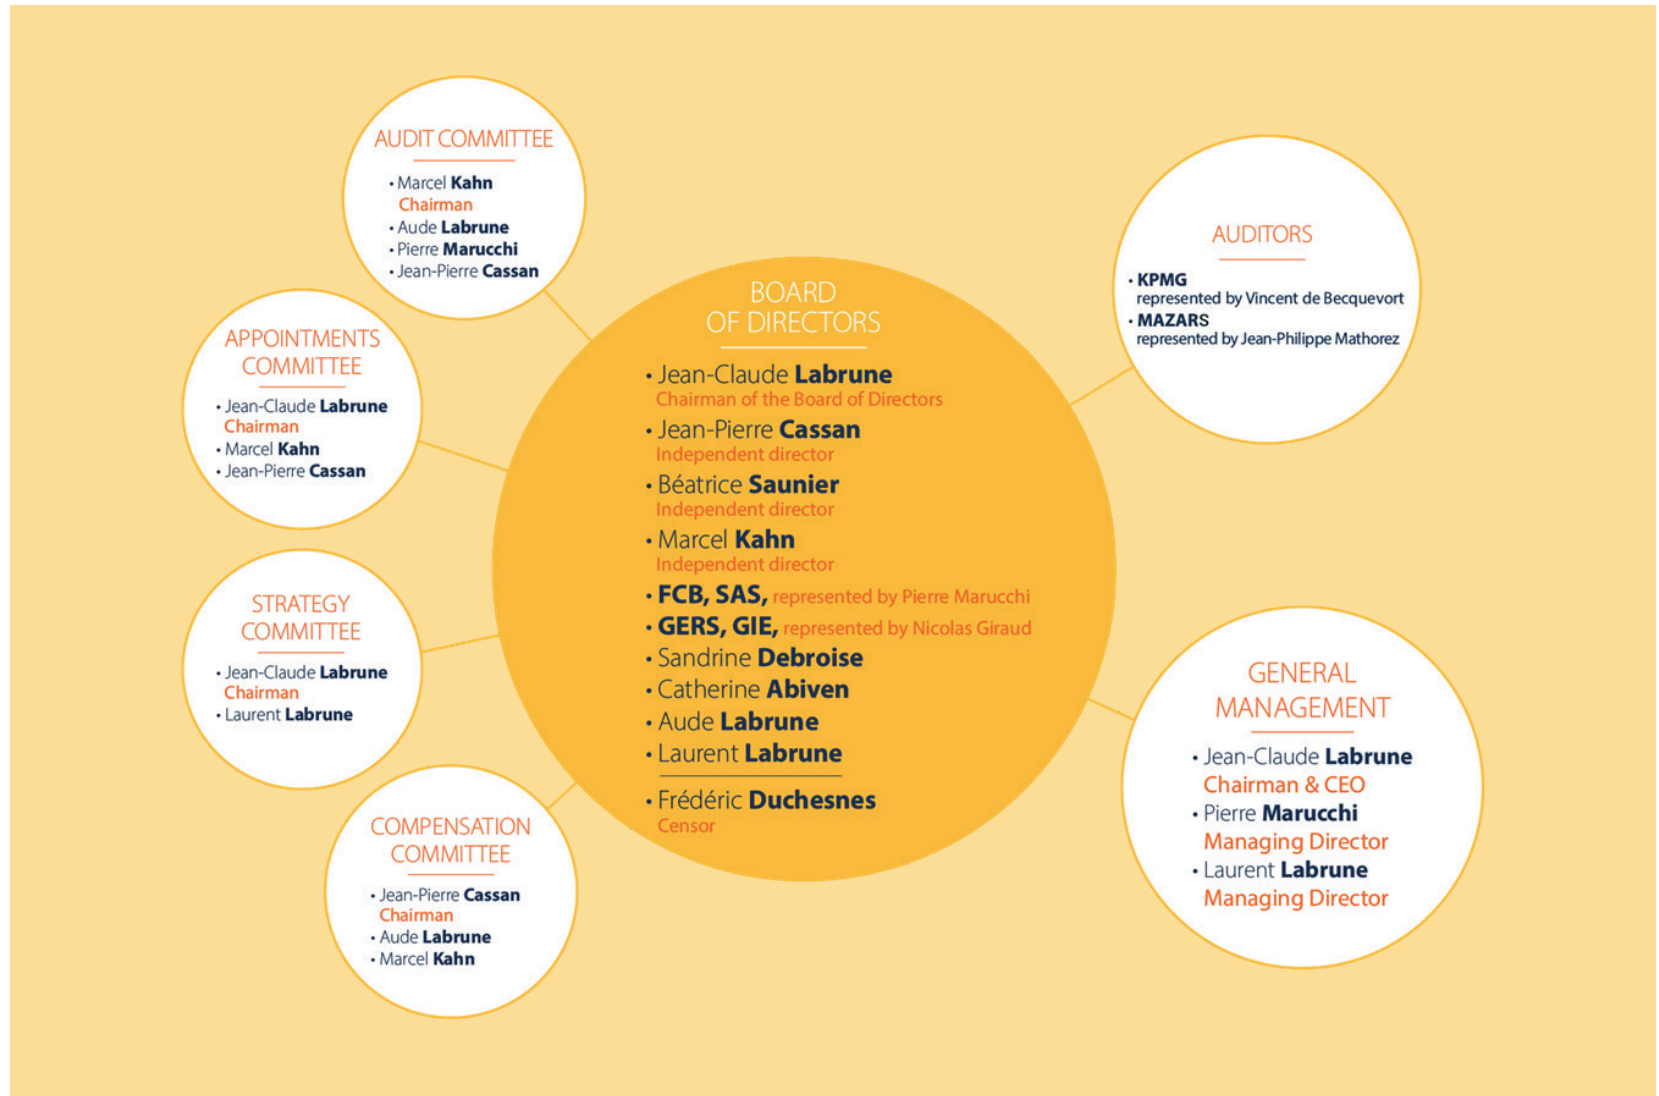 AUDIT COMMITTEE
• Marcel Kahn
Chairman
• Aude Labrune
• Pierre Marucchi
• Jean-Pierre Cassan
APPOINTMENTS
COMMITTEE
• Jean-Claude Labrune
Chairman
• Marcel Kahn
• Jean-Pierre Cassan
STRATEGY
COMMITTEE
• Jean-Claude Labrune
Chairman
• Laurent Labrune
COMPENSATION
COMMITTEE
• Jean-Pierre Cassan
Chairman
• Aude Labrune
• Marcel Kahn
BOARD
OF DIRECTORS
• Jean-Claude Labrune
Chairman of the Board of Directors
• Jean-Pierre Cassan
Independent director
• Béatrice Saunier
Independent director
• Marcel Kahn
Independent director
• FCB, SAS, represented by Pierre Marucchi
• GERS, GIE, represented by Nicolas Giraud
• Sandrine Debroise
• Catherine Abiven
• Aude Labrune
• Laurent Labrune
• Frédéric Duchesnes
Censor
AUDITORS
• KPMG
represented by Vincent de Becquevort
• MAZARS
represented by Jean-Philippe Mathorez
GENERAL
MANAGEMENT
• Jean-Claude Labrune
Chairman & CEO
• Pierre Marucchi
Managing Director
• Laurent Labrune
Managing Director